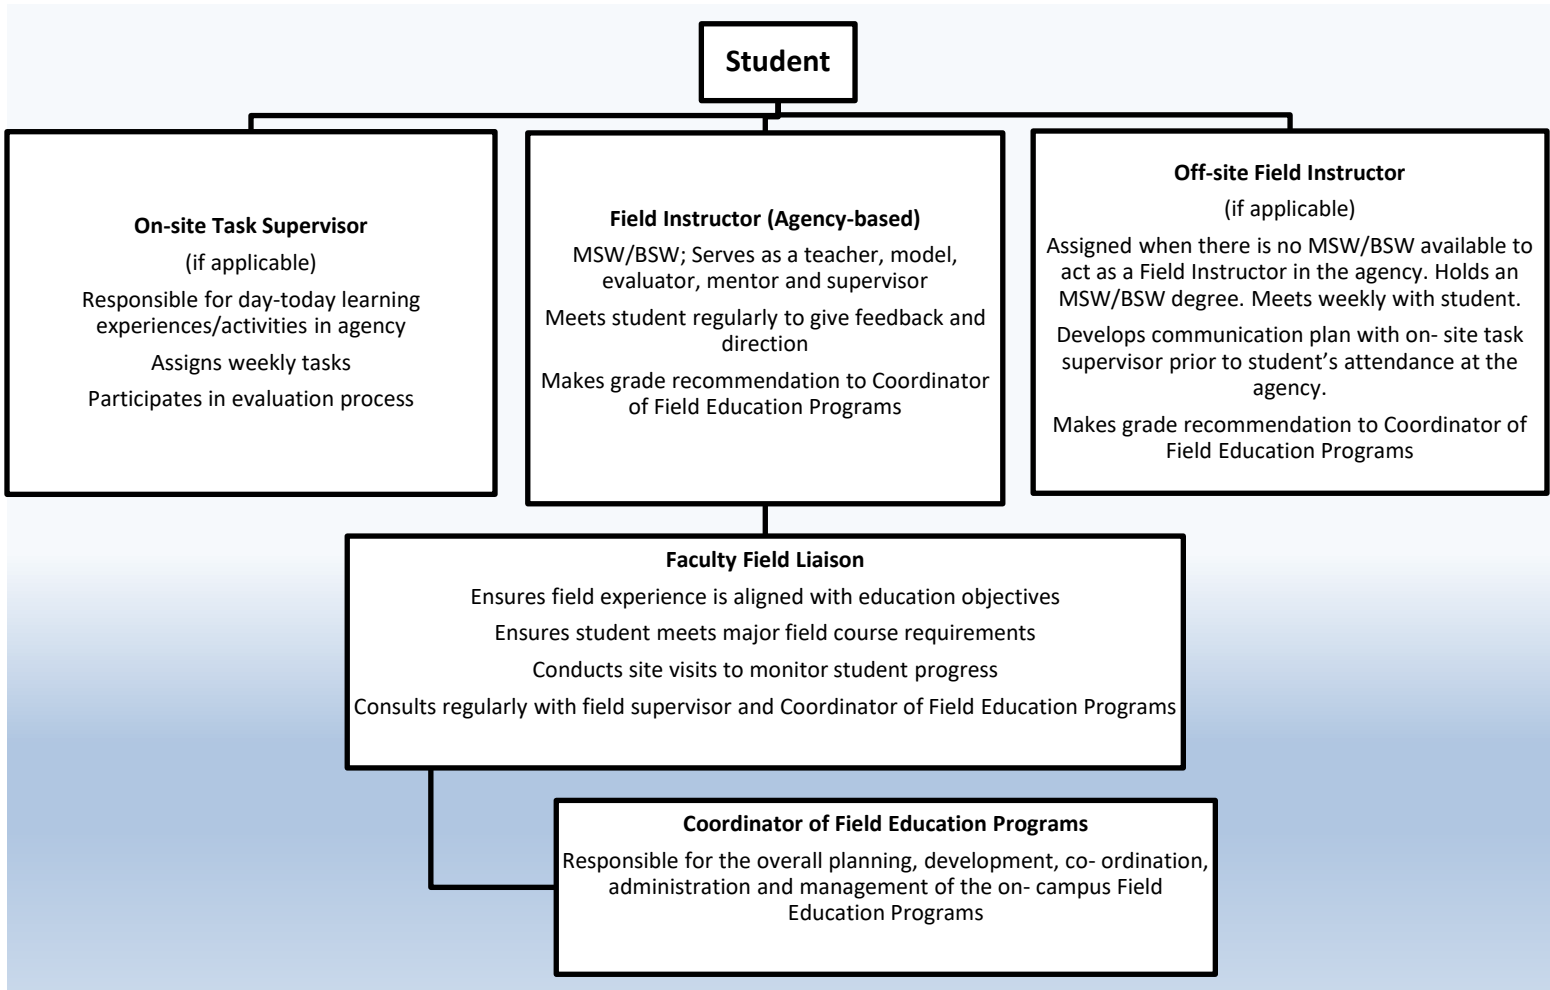 Student
On-site Task Supervisor
(if applicable)
Responsible for day-today learning
experiences/activities in agency
Assigns weekly tasks
Participates in evaluation process
Field Instructor (Agency-based)
MSW/BSW; Serves as a teacher, model,
evaluator, mentor and supervisor
Meets student regularly to give feedback and
direction
Makes grade recommendation to Coordinator
of Field Education Programs
Off-site Field Instructor
(if applicable)
Assigned when there is no MSW/BSW available to
act as a Field Instructor in the agency. Holds an
MSW/BSW degree. Meets weekly with student.
Develops communication plan with on- site task
supervisor prior to student’s attendance at the
agency.
Makes grade recommendation to Coordinator of
Field Education Programs
Faculty Field Liaison
Ensures field experience is aligned with education objectives
Ensures student meets major field course requirements
Conducts site visits to monitor student progress
Consults regularly with field supervisor and Coordinator of Field Education Programs
Coordinator of Field Education Programs
Responsible for the overall planning, development, co- ordination,
administration and management of the on- campus Field
Education Programs